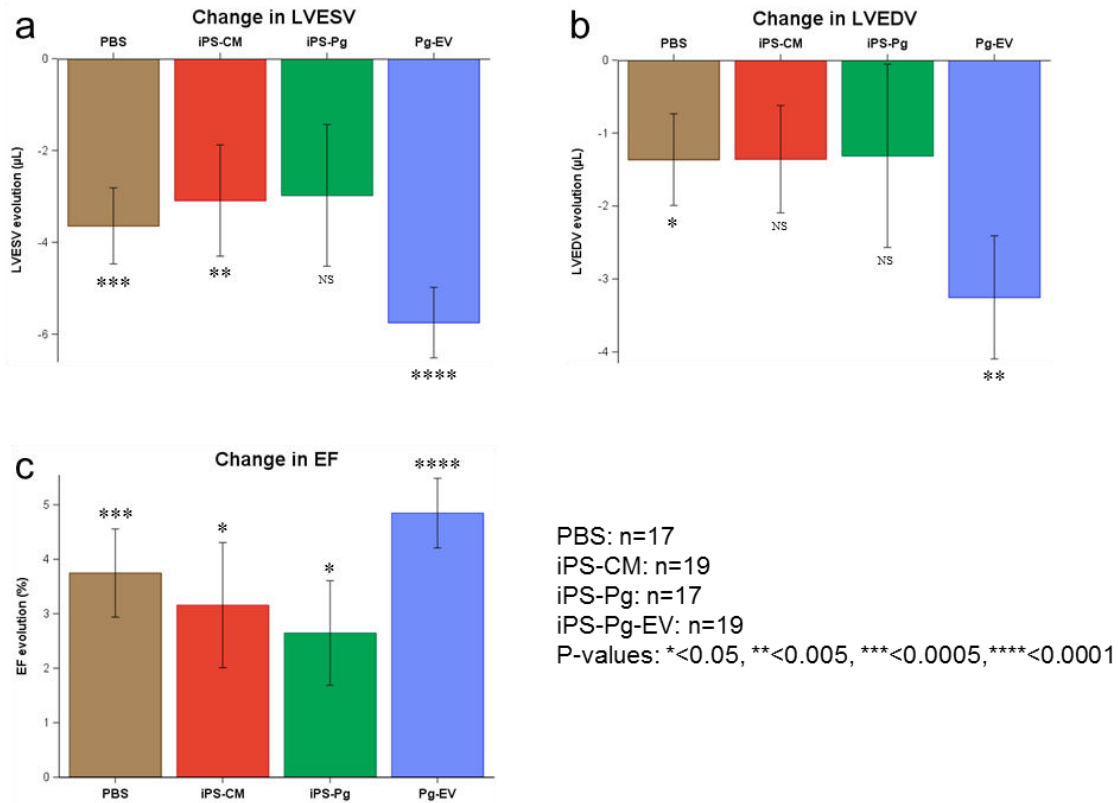 a
Change in LVESV
PBS iPS-CM iPS-Pg Pg-EV
0
-2
-4
-6
LVESV evolution (µL)
***
**
NS
****
b
Change in LVEDV
PBS iPS-CM iPS-Pg Pg-EV
0
-1
-2
-3
-4
LVEDV evolution (µL)
*
NS
NS
**
c
Change in EF
5
4
3
2
1
0
EF evolution (%)
***
*
*
****
PBS iPS-CM iPS-Pg Pg-EV
PBS: n=17
iPS-CM: n=19
iPS-Pg: n=17
iPS-Pg-EV: n=19
P-values: *<0.05, **<0.005, ***<0.0005,****<0.0001